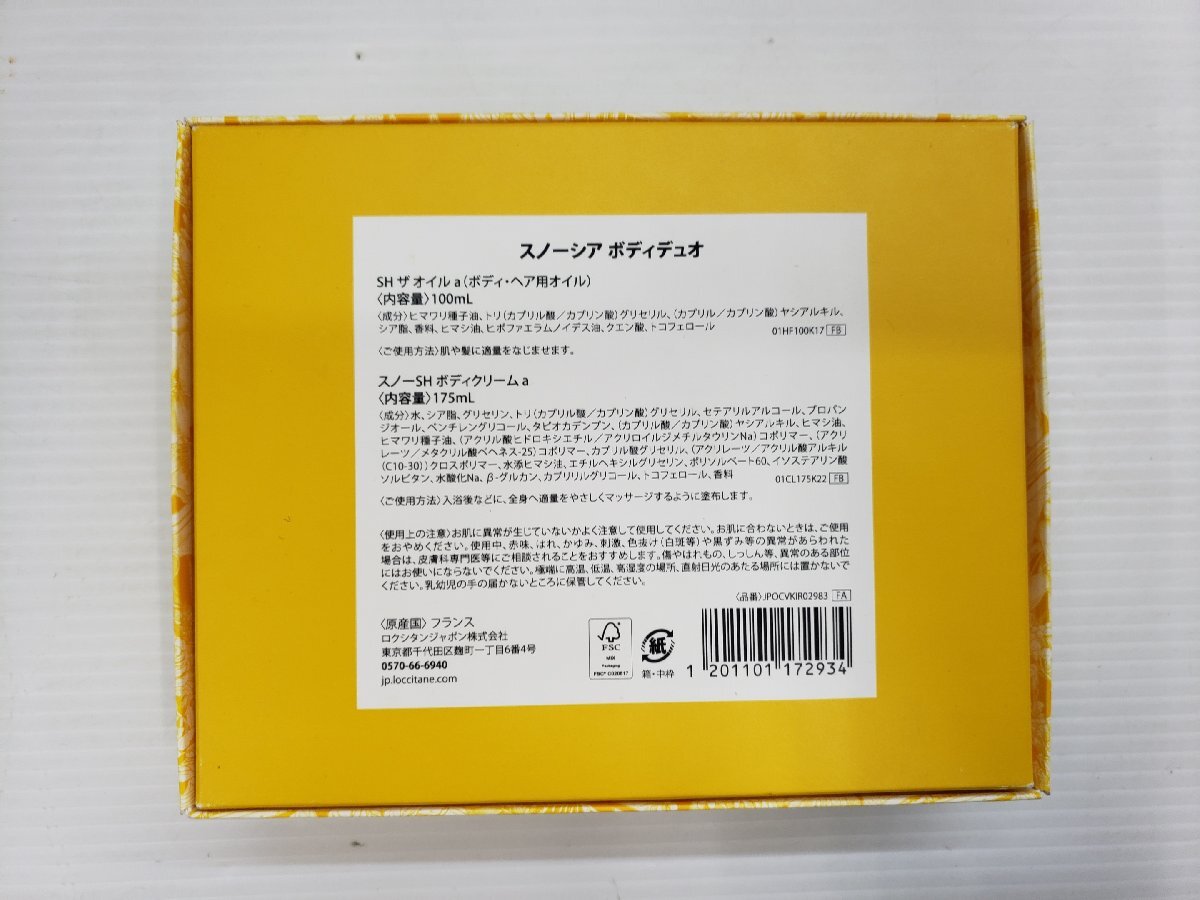 スノーシア ボディデュオ
SH ザ オイル a（ボディ・ヘア用オイル）
〈内容量〉100mL
〈成分〉ヒマワリ種子油、トリ（カプリル酸／カプリン酸）グリセリル、（カプリル／カプリン酸）ヤシアルキル、
シア脂、香料、ヒマシ油、ヒポファエラムノイデス油、クエン酸、トコフェロール
01HF100K17 FB
〈ご使用方法〉肌や髪に適量をなじませます。
スノーSH ボディクリーム a
〈内容量〉175mL
〈成分〉水、シア脂、グリセリン、トリ（カプリル酸／カプリン酸）グリセリル、セテアリルアルコール、プロパン
ジオール、ペンチレングリコール、タピオカデンプン、（カプリル酸／カプリン酸）ヤシアルキル、ヒマシ油、
ヒマワリ種子油、（アクリル酸ヒドロキシエチル／アクリロイルジメチルタウリンNa）コポリマー、（アクリ
レーツ／メタクリル酸ベヘネス-25）コポリマー、カプリル酸グリセリル、（アクリレーツ／アクリル酸アルキル
（C10-30））クロスポリマー、水添ヒマシ油、エチルヘキシルグリセリン、ポリソルベート60、イソステアリン酸
ソルビタン、水酸化Na、β-グルカン、カプリリルグリコール、トコフェロール、香料
01CL175K22 FB
〈ご使用方法〉入浴後などに、全身へ適量をやさしくマッサージするように塗布します。
〈使用上の注意〉お肌に異常が生じていないかよく注意して使用してください。お肌に合わないときは、ご使用
をおやめください。使用中、赤味、はれ、かゆみ、刺激、色抜け（白斑等）や黒ずみ等の異常があらわれた
場合は、皮膚科専門医等にご相談されることをおすすめします。傷やはれもの、しっしん等、異常のある部位
にはお使いにならないでください。極端に高温、低温、高湿度の場所、直射日光のあたる場所には置かないで
ください。乳幼児の手の届かないところに保管してください。
〈品番〉JPOCVKIR02983 FA
〈原産国〉フランス
ロクシタンジャポン株式会社
東京都千代田区麹町一丁目6番4号
0570-66-6940
jp.loccitane.com
FSC
MIX
Packaging
FSC® C020617
紙
箱・中枠
1 201101 172934